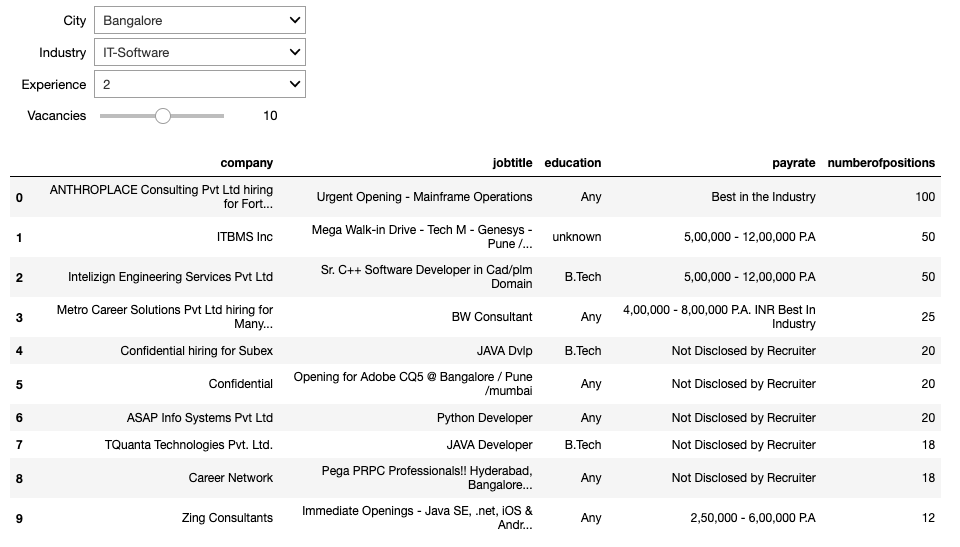 City Bangalore
Industry IT-Software
Experience 2
Vacancies 10
company jobtitle education payrate numberofpositions
0 ANTHROPLACE Consulting Pvt Ltd hiring for Fort... Urgent Opening - Mainframe Operations Any Best in the Industry 100
1 ITBMS Inc Mega Walk-in Drive - Tech M - Genesys - Pune /... unknown 5,00,000 - 12,00,000 P.A 50
2 Intelizign Engineering Services Pvt Ltd Sr. C++ Software Developer in Cad/plm Domain B.Tech 5,00,000 - 12,00,000 P.A 50
3 Metro Career Solutions Pvt Ltd hiring for Many... BW Consultant Any 4,00,000 - 8,00,000 P.A. INR Best In Industry 25
4 Confidential hiring for Subex JAVA Dvlp B.Tech Not Disclosed by Recruiter 20
5 Confidential Opening for Adobe CQ5 @ Bangalore / Pune /mumbai Any Not Disclosed by Recruiter 20
6 ASAP Info Systems Pvt Ltd Python Developer Any Not Disclosed by Recruiter 20
7 TQuanta Technologies Pvt. Ltd. JAVA Developer B.Tech Not Disclosed by Recruiter 18
8 Career Network Pega PRPC Professionals!! Hyderabad, Bangalore... Any Not Disclosed by Recruiter 18
9 Zing Consultants Immediate Openings - Java SE, .net, iOS & Andr... Any 2,50,000 - 6,00,000 P.A 12